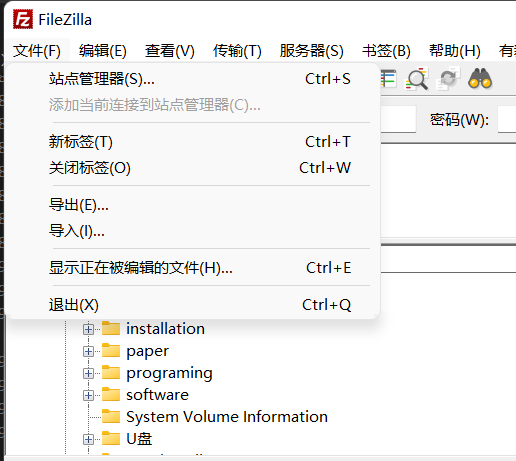 FileZilla
文件(F) 编辑(E) 查看(V) 传输(T) 服务器(S) 书签(B) 帮助(H) 有
站点管理器(S)... Ctrl+S
添加当前连接到站点管理器(C)...
密码(W):
新标签(T) Ctrl+T
关闭标签(O) Ctrl+W
导出(E)...
导入(I)...
显示正在被编辑的文件(H)... Ctrl+E
退出(X) Ctrl+Q
installation
paper
programing
software
System Volume Information
U盘